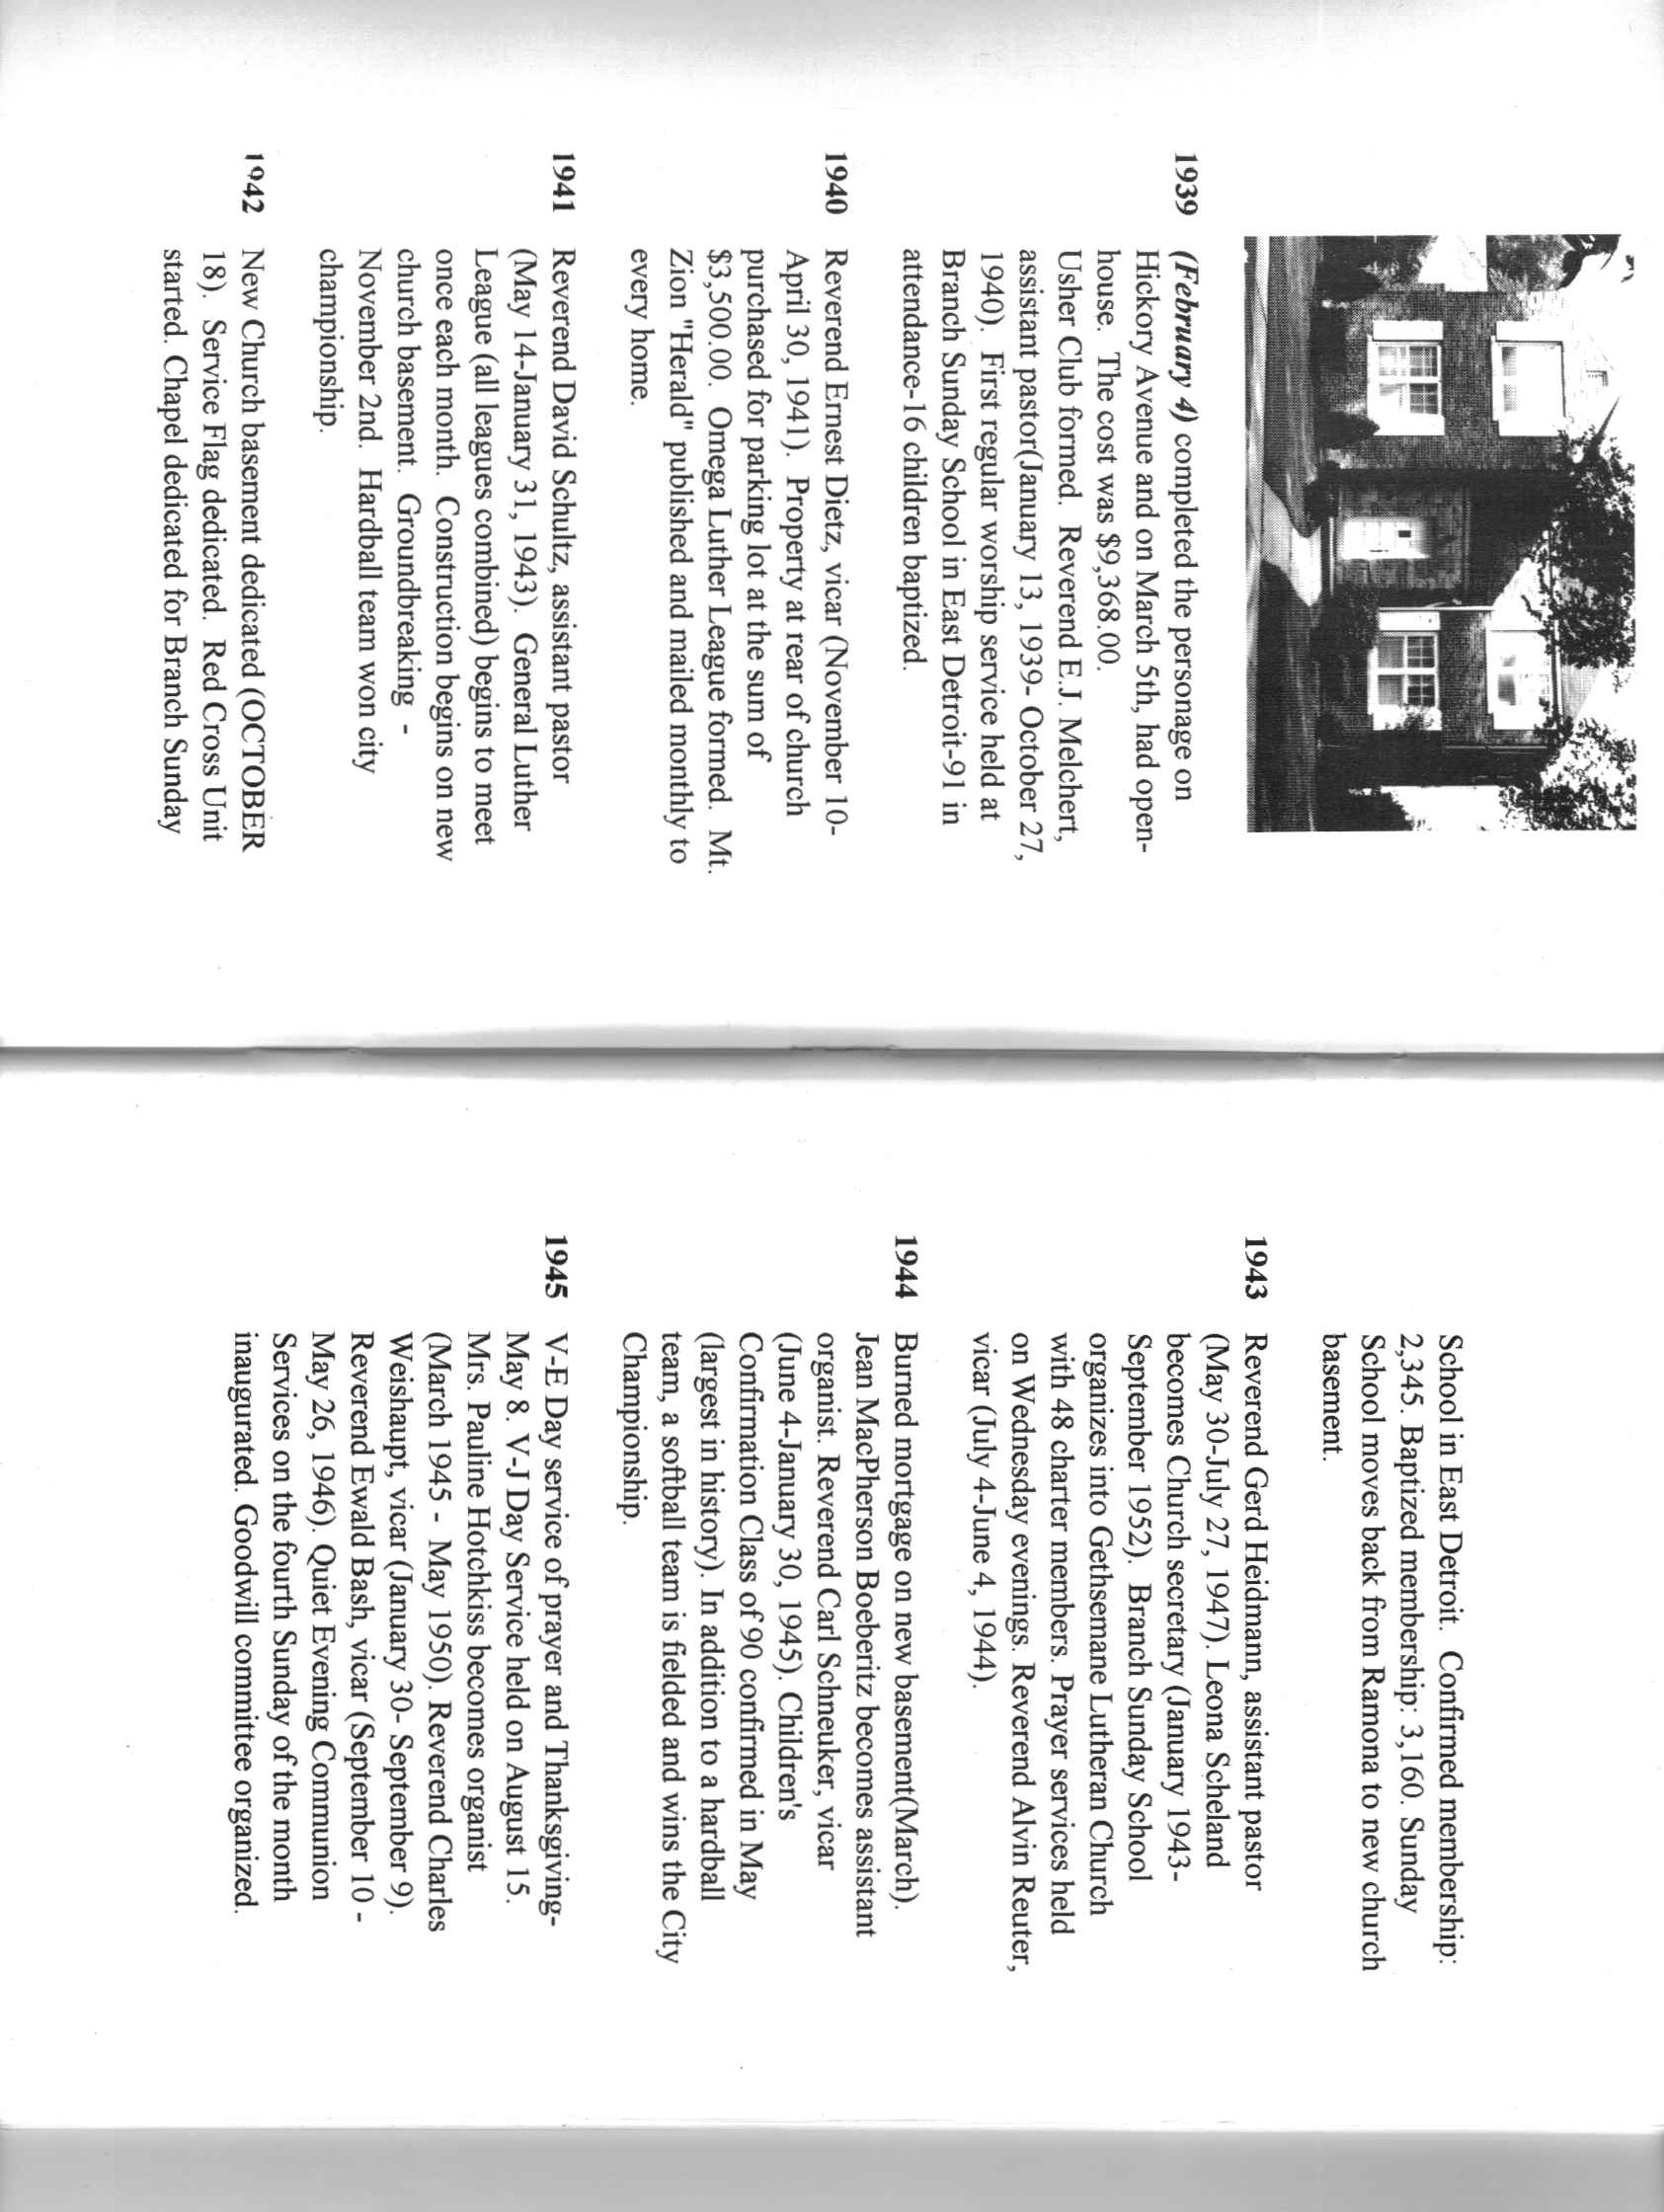 1939 (February 4) completed the personage on
Hickory Avenue and on March 5th, had open-
house. The cost was $9,368.00.
Usher Club formed. Reverend E.J. Melchert,
assistant pastor(January 13, 1939- October 27,
1940). First regular worship service held at
Branch Sunday School in East Detroit-91 in
attendance-16 children baptized.
1940 Reverend Ernest Dietz, vicar (November 10-
April 30, 1941). Property at rear of church
purchased for parking lot at the sum of
$3,500.00. Omega Luther League formed. Mt.
Zion "Herald" published and mailed monthly to
every home.
1941 Reverend David Schultz, assistant pastor
(May 14-January 31, 1943). General Luther
League (all leagues combined) begins to meet
once each month. Construction begins on new
church basement. Groundbreaking -
November 2nd. Hardball team won city
championship.
1942 New Church basement dedicated (OCTOBER
18). Service Flag dedicated. Red Cross Unit
started. Chapel dedicated for Branch Sunday
School in East Detroit. Confirmed membership:
2,345. Baptized membership: 3,160. Sunday
School moves back from Ramona to new church
basement.
1943 Reverend Gerd Heidmann, assistant pastor
(May 30-July 27, 1947). Leona Scheland
becomes Church secretary (January 1943-
September 1952). Branch Sunday School
organizes into Gethsemane Lutheran Church
with 48 charter members. Prayer services held
on Wednesday evenings. Reverend Alvin Reuter,
vicar (July 4-June 4, 1944).
1944 Burned mortgage on new basement(March).
Jean MacPherson Boeberitz becomes assistant
organist. Reverend Carl Schneuker, vicar
(June 4-January 30, 1945). Children's
Confirmation Class of 90 confirmed in May
(largest in history). In addition to a hardball
team, a softball team is fielded and wins the City
Championship.
1945 V-E Day service of prayer and Thanksgiving-
May 8. V-J Day Service held on August 15.
Mrs. Pauline Hotchkiss becomes organist
(March 1945 - May 1950). Reverend Charles
Weishaupt, vicar (January 30- September 9).
Reverend Ewald Bash, vicar (September 10 -
May 26, 1946). Quiet Evening Communion
Services on the fourth Sunday of the month
inaugurated. Goodwill committee organized.